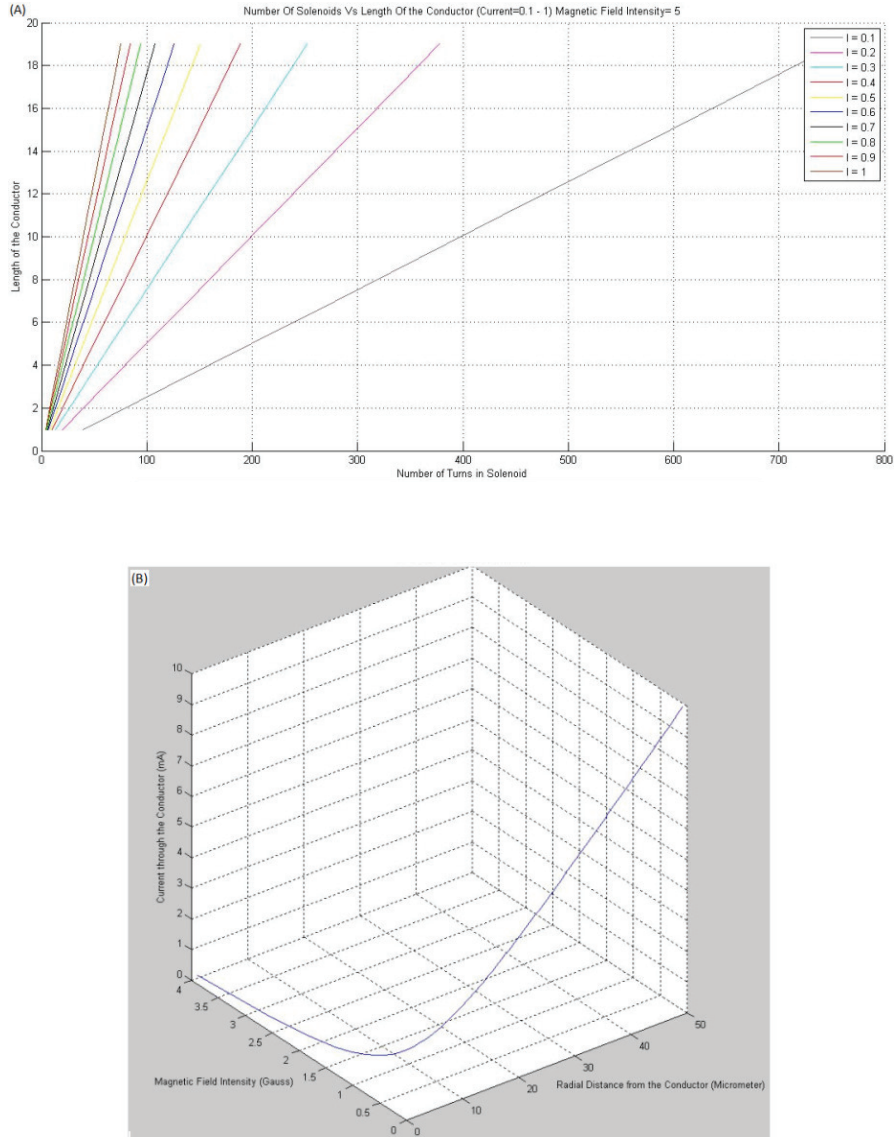 (A)
Number Of Solenoids Vs Length Of the Conductor (Current=0.1 - 1) Magnetic Field Intensity= 5
Length of the Conductor
20
18
16
14
12
10
8
6
4
2
0
0 100 200 300 400 500 600 700 800
Number of Turns in Solenoid
I = 0.1
I = 0.2
I = 0.3
I = 0.4
I = 0.5
I = 0.6
I = 0.7
I = 0.8
I = 0.9
I = 1
(B)
Current through the Conductor (mA)
10
9
8
7
6
5
4
3
2
1
0
4
3.5
3
2.5
2
1.5
1
0.5
0
Magnetic Field Intensity (Gauss)
0
10
20
30
40
50
Radial Distance from the Conductor (Micrometer)